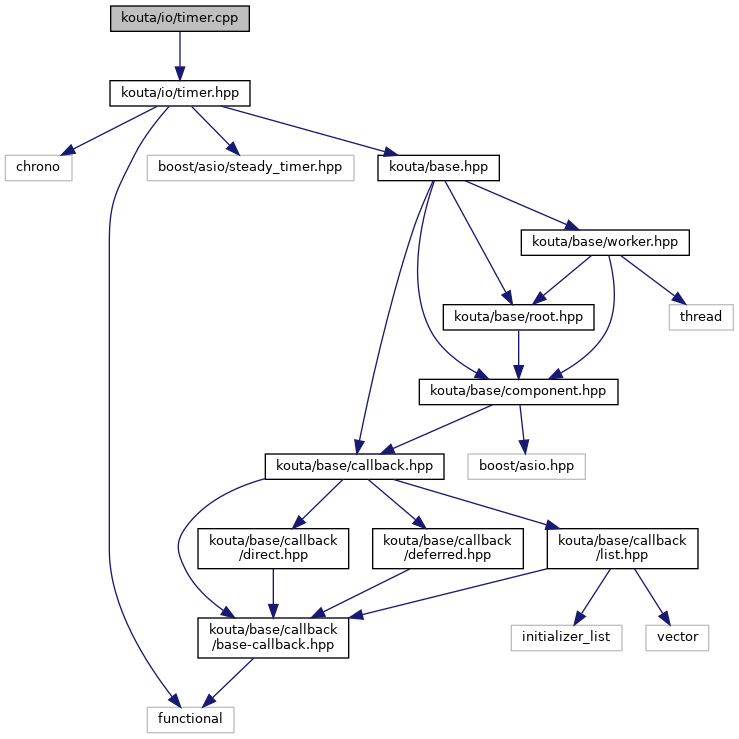 kouta/io/timer.cpp
kouta/io/timer.hpp
chrono
boost/asio/steady_timer.hpp
kouta/base.hpp
kouta/base/worker.hpp
kouta/base/root.hpp
thread
kouta/base/component.hpp
kouta/base/callback.hpp
boost/asio.hpp
kouta/base/callback
/direct.hpp
kouta/base/callback
/deferred.hpp
kouta/base/callback
/list.hpp
kouta/base/callback
/base-callback.hpp
initializer_list
vector
functional